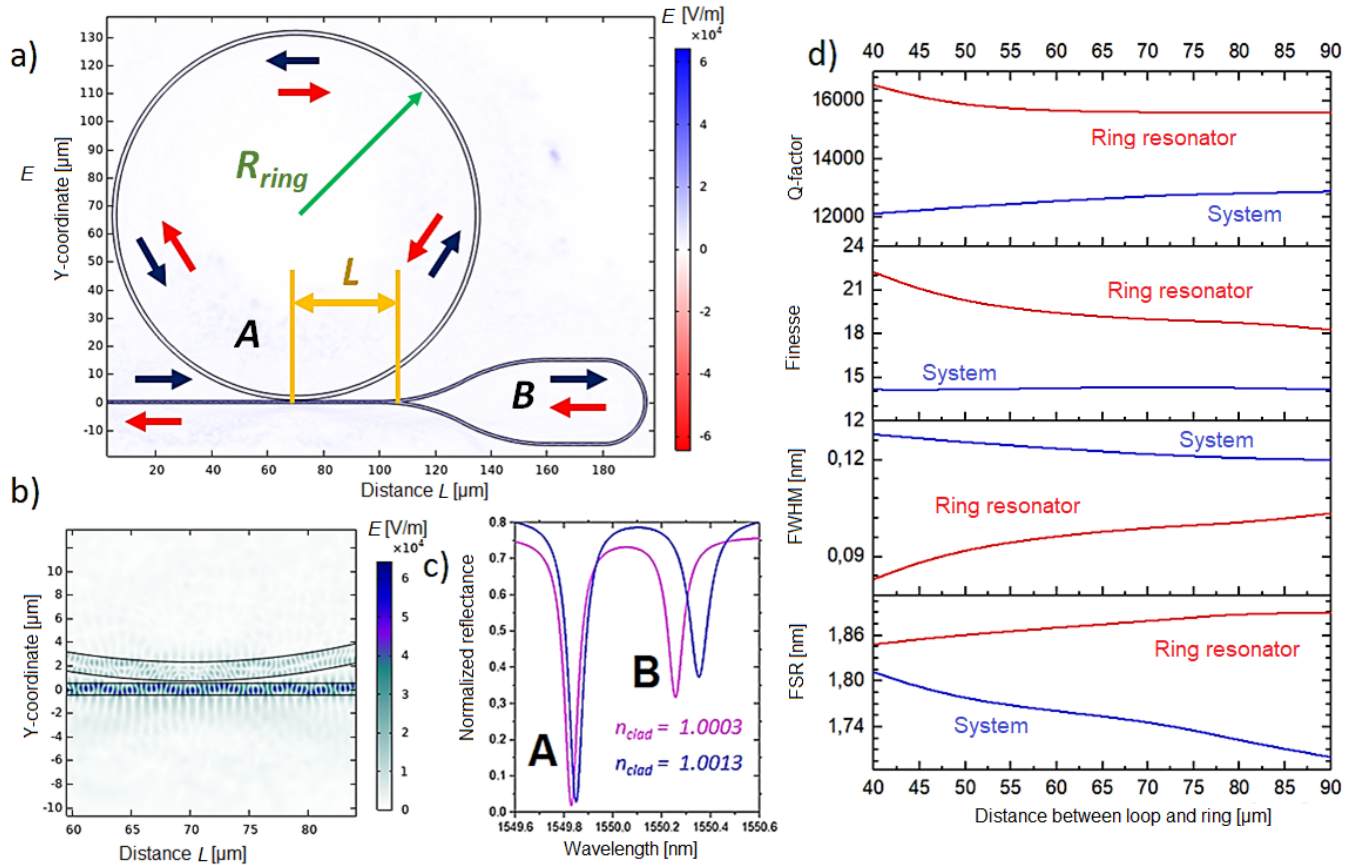 a)
E [V/m]
×10⁴
130
120
110
100
90
80
70
60
50
40
30
20
10
0
-10
Y-coordinate [µm]
E
R_ring
L
A
B
6
4
2
0
-2
-4
-6
20 40 60 80 100 120 140 160 180
Distance L [µm]
b)
E [V/m]
×10⁴
10
8
6
4
2
0
-2
-4
-6
-8
-10
Y-coordinate [µm]
6
5
4
3
2
1
0
60 65 70 75 80
Distance L [µm]
c)
0.8
0.7
0.6
0.5
0.4
0.3
0.2
0.1
0.0
Normalized reflectance
A
B
n_clad = 1.0003
n_clad = 1.0013
1549.6 1549.8 1550.0 1550.2 1550.4 1550.6
Wavelength [nm]
d)
40 45 50 55 60 65 70 75 80 85 90
16000
14000
12000
Q-factor
Ring resonator
System
24
21
18
15
12
Finesse
Ring resonator
System
0,12
0,09
FWHM [nm]
System
Ring resonator
1,86
1,80
1,74
FSR [nm]
Ring resonator
System
40 45 50 55 60 65 70 75 80 85 90
Distance between loop and ring [µm]